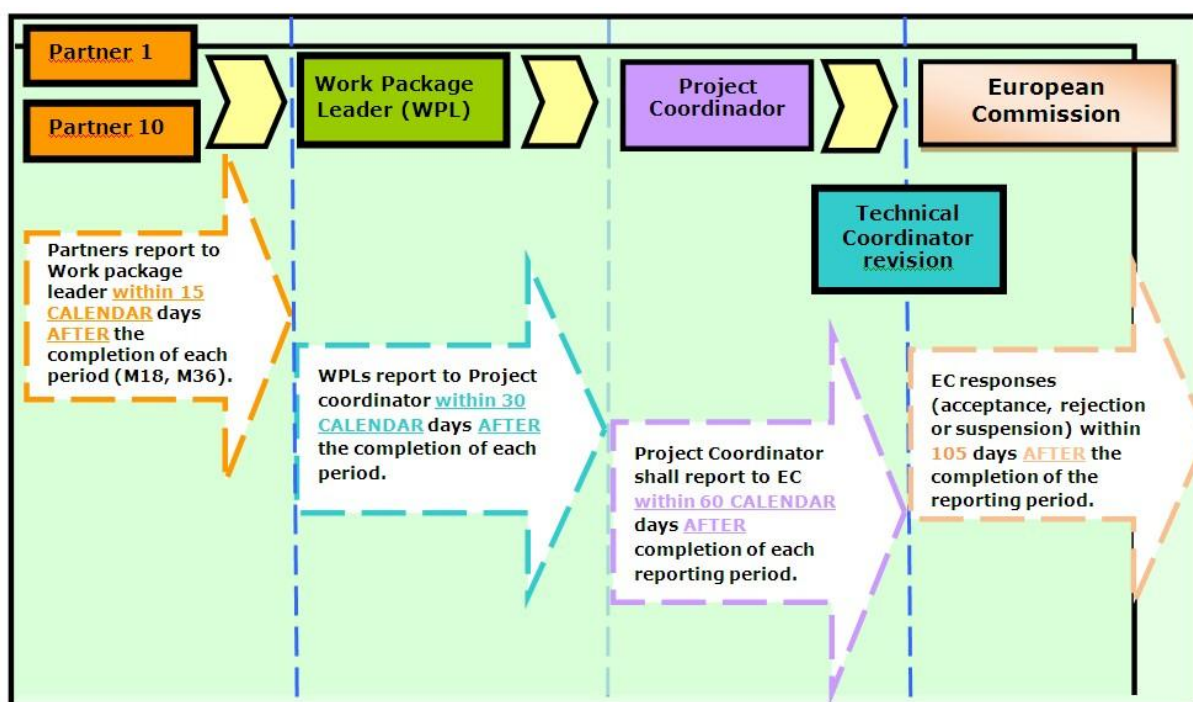 Partner 1
Partner 10
Work Package
Leader (WPL)
Project
Coordinador
European
Commission
Technical
Coordinator
revision
Partners report to
Work package
leader within 15
CALENDAR days
AFTER the
completion of each
period (M18, M36).
WPLs report to Project
coordinator within 30
CALENDAR days AFTER
the completion of each
period.
Project Coordinator
shall report to EC
within 60 CALENDAR
days AFTER
completion of each
reporting period.
EC responses
(acceptance, rejection
or suspension) within
105 days AFTER the
completion of the
reporting period.